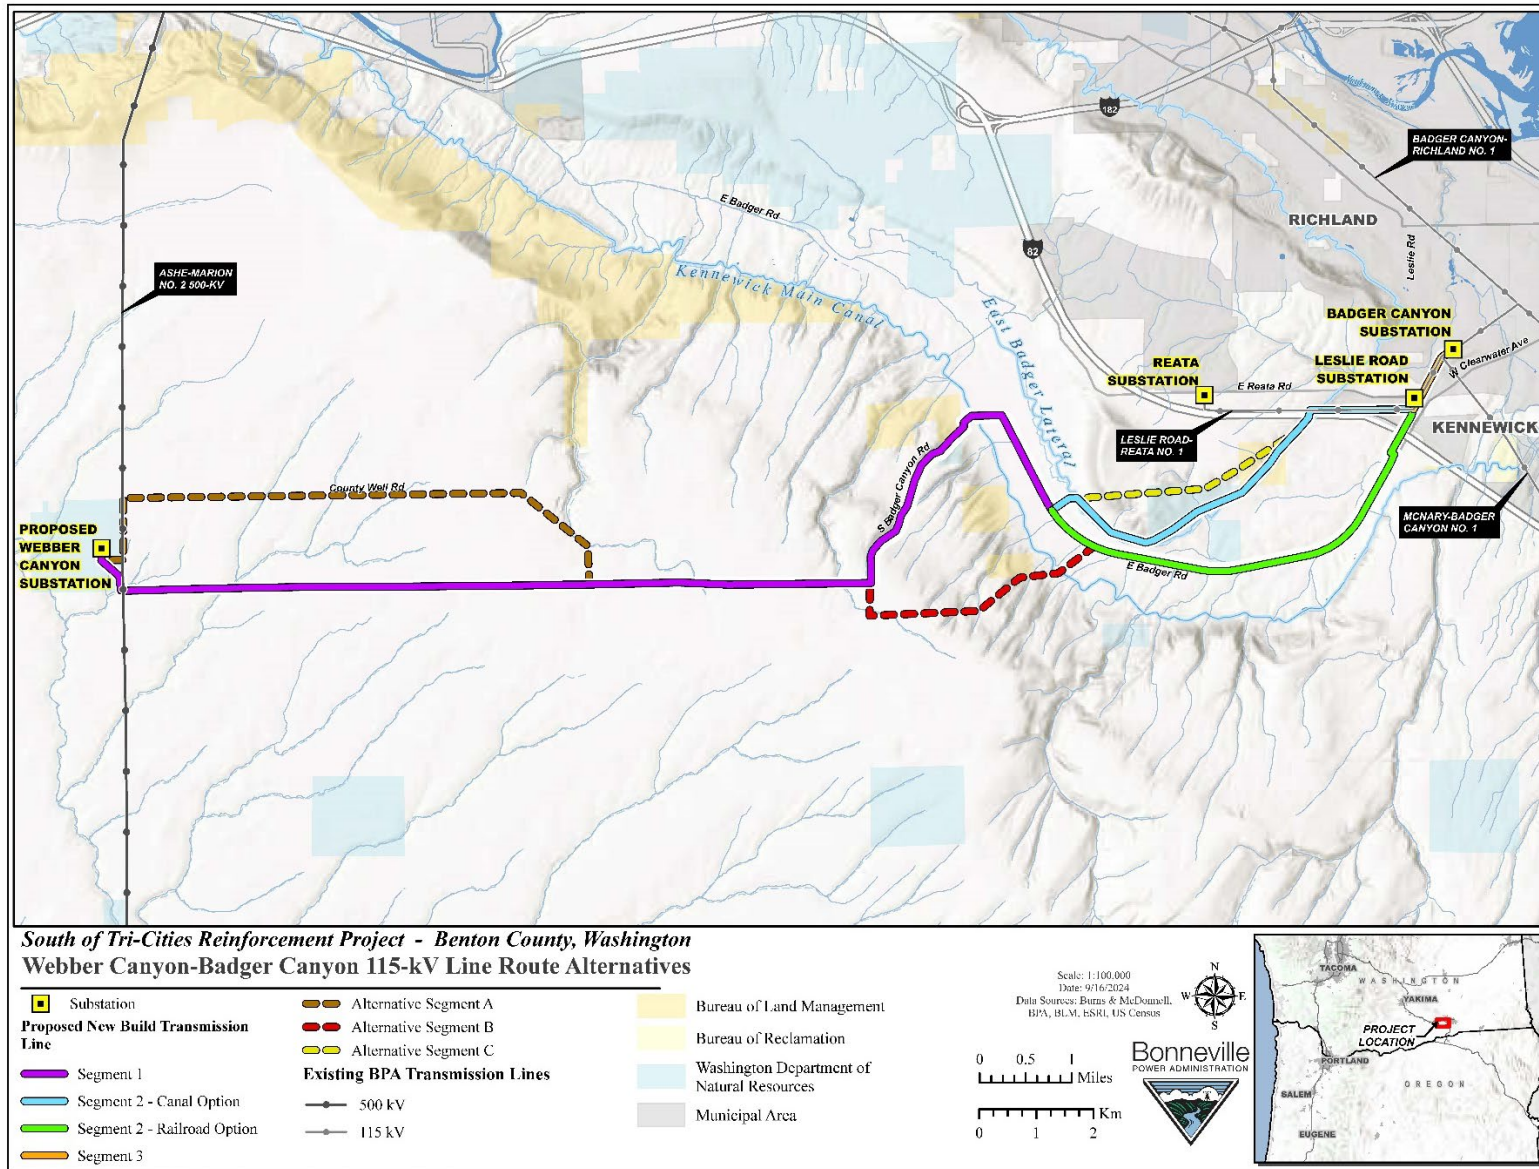 182
BADGER CANYON-
RICHLAND NO. 1
E Badger Rd
RICHLAND
Leslie Rd
82
ASHE-MARION
NO. 2 500-KV
Kennewick Main Canal
East Badger Lateral
BADGER CANYON
SUBSTATION
REATA
SUBSTATION
LESLIE ROAD
SUBSTATION
W Clearwater Ave
E Reata Rd
KENNEWICK
LESLIE ROAD-
REATA NO. 1
County Well Rd
S Badger Canyon Rd
MCNARY-BADGER
CANYON NO. 1
PROPOSED
WEBBER
CANYON
SUBSTATION
E Badger Rd
South of Tri-Cities Reinforcement Project - Benton County, Washington
Webber Canyon-Badger Canyon 115-kV Line Route Alternatives
Substation
Proposed New Build Transmission
Line
Segment 1
Segment 2 - Canal Option
Segment 2 - Railroad Option
Segment 3
Alternative Segment A
Alternative Segment B
Alternative Segment C
Existing BPA Transmission Lines
500 kV
115 kV
Bureau of Land Management
Bureau of Reclamation
Washington Department of
Natural Resources
Municipal Area
Scale: 1:100,000
Date: 9/16/2024
Data Sources: Burns & McDonnell,
BPA, BLM, ESRI, US Census
N
W E
S
0 0.5 1
Miles
Km
0 1 2
Bonneville
POWER ADMINISTRATION
TACOMA
WASHINGTON
YAKIMA
PROJECT
LOCATION
PORTLAND
SALEM
OREGON
EUGENE